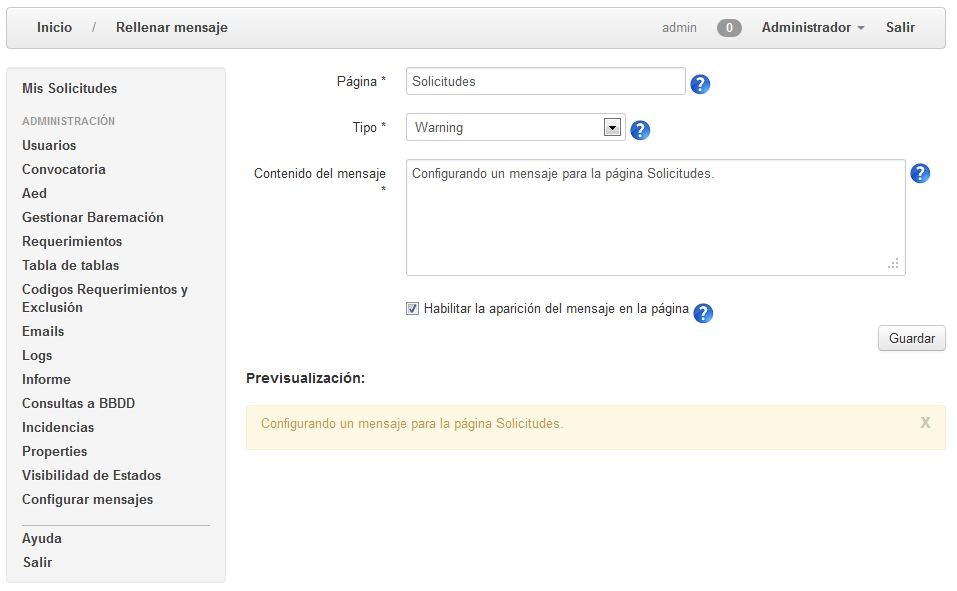 Inicio / Rellenar mensaje admin 0 Administrador Salir
Mis Solicitudes
ADMINISTRACIÓN
Usuarios
Convocatoria
Aed
Gestionar Baremación
Requerimientos
Tabla de tablas
Codigos Requerimientos y
Exclusión
Emails
Logs
Informe
Consultas a BBDD
Incidencias
Properties
Visibilidad de Estados
Configurar mensajes
Ayuda
Salir
Página * Solicitudes ?
Tipo * Warning ?
Contenido del mensaje
*
Configurando un mensaje para la página Solicitudes. ?
Habilitar la aparición del mensaje en la página ?
Guardar
Previsualización:
Configurando un mensaje para la página Solicitudes. X